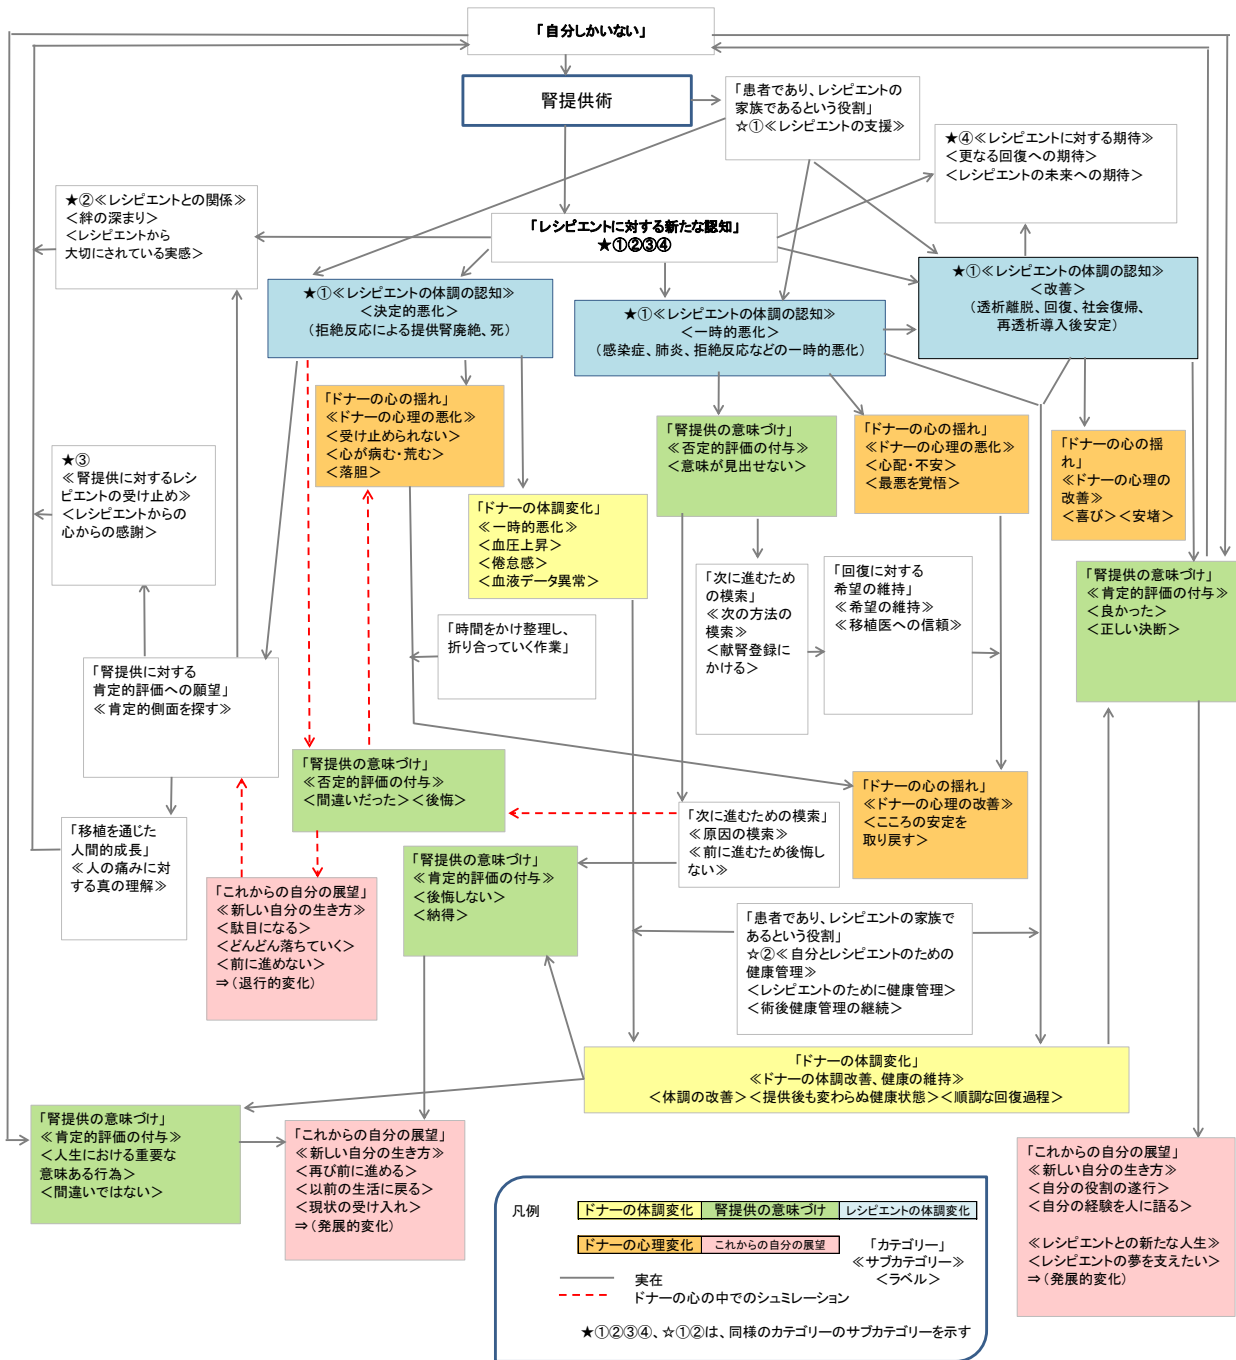 「自分しかいない」
腎提供術
「患者であり、レシピエントの
家族であるという役割」
☆①≪レシピエントの支援≫
★④≪レシピエントに対する期待≫
＜更なる回復への期待＞
＜レシピエントの未来への期待＞
★②≪レシピエントとの関係≫
＜絆の深まり＞
＜レシピエントから
大切にされている実感＞
「レシピエントに対する新たな認知」
★①②③④
★①≪レシピエントの体調の認知≫
＜決定的悪化＞
（拒絶反応による提供腎廃絶、死）
★①≪レシピエントの体調の認知≫
＜一時的悪化＞
（感染症、肺炎、拒絶反応などの一時的悪化）
★①≪レシピエントの体調の認知≫
＜改善＞
（透析離脱、回復、社会復帰、
再透析導入後安定）
「ドナーの心の揺れ」
≪ドナーの心理の悪化≫
＜受け止められない＞
＜心が病む・荒む＞
＜落胆＞
「腎提供の意味づけ」
≪否定的評価の付与≫
＜意味が見出せない＞
「ドナーの心の揺れ」
≪ドナーの心理の悪化≫
＜心配・不安＞
＜最悪を覚悟＞
「ドナーの心の揺
れ」
≪ドナーの心理の
改善≫
＜喜び＞＜安堵＞
★③
≪腎提供に対するレシ
ピエントの受け止め≫
＜レシピエントからの
心からの感謝＞
「ドナーの体調変化」
≪一時的悪化≫
＜血圧上昇＞
＜倦怠感＞
＜血液データ異常＞
「次に進むため
の模索」
≪次の方法の
模索≫
＜献腎登録に
かける＞
「回復に対する
希望の維持」
≪希望の維持≫
≪移植医への信頼≫
「腎提供の意味づけ」
≪肯定的評価の付与≫
＜良かった＞
＜正しい決断＞
「時間をかけ整理し、
折り合っていく作業」
「腎提供に対する
肯定的評価への願望」
≪肯定的側面を探す≫
「腎提供の意味づけ」
≪否定的評価の付与≫
＜間違いだった＞＜後悔＞
「ドナーの心の揺れ」
≪ドナーの心理の改善≫
＜こころの安定を
取り戻す＞
「次に進むための模索」
≪原因の模索≫
≪前に進むため後悔し
ない≫
「移植を通じた
人間的成長」
≪人の痛みに対
する真の理解≫
「腎提供の意味づけ」
≪肯定的評価の付与≫
＜後悔しない＞
＜納得＞
「これからの自分の展望」
≪新しい自分の生き方≫
＜駄目になる＞
＜どんどん落ちていく＞
＜前に進めない＞
⇒（退行的変化）
「患者であり、レシピエントの家族で
あるという役割」
☆②≪自分とレシピエントのための
健康管理≫
＜レシピエントのために健康管理＞
＜術後健康管理の継続＞
「ドナーの体調変化」
≪ドナーの体調改善、健康の維持≫
＜体調の改善＞＜提供後も変わらぬ健康状態＞＜順調な回復過程＞
「腎提供の意味づけ」
≪肯定的評価の付与≫
＜人生における重要な
意味ある行為＞
＜間違いではない＞
「これからの自分の展望」
≪新しい自分の生き方≫
＜再び前に進める＞
＜以前の生活に戻る＞
＜現状の受け入れ＞
⇒（発展的変化）
「これからの自分の展望」
≪新しい自分の生き方≫
＜自分の役割の遂行＞
＜自分の経験を人に語る＞
≪レシピエントとの新たな人生≫
＜レシピエントの夢を支えたい＞
⇒（発展的変化）
凡例
ドナーの体調変化 腎提供の意味づけ レシピエントの体調変化
ドナーの心理変化 これからの自分の展望
「カテゴリー」
≪サブカテゴリー≫
＜ラベル＞
実在
ドナーの心の中でのシュミレーション
★①②③④、☆①②は、同様のカテゴリーのサブカテゴリーを示す